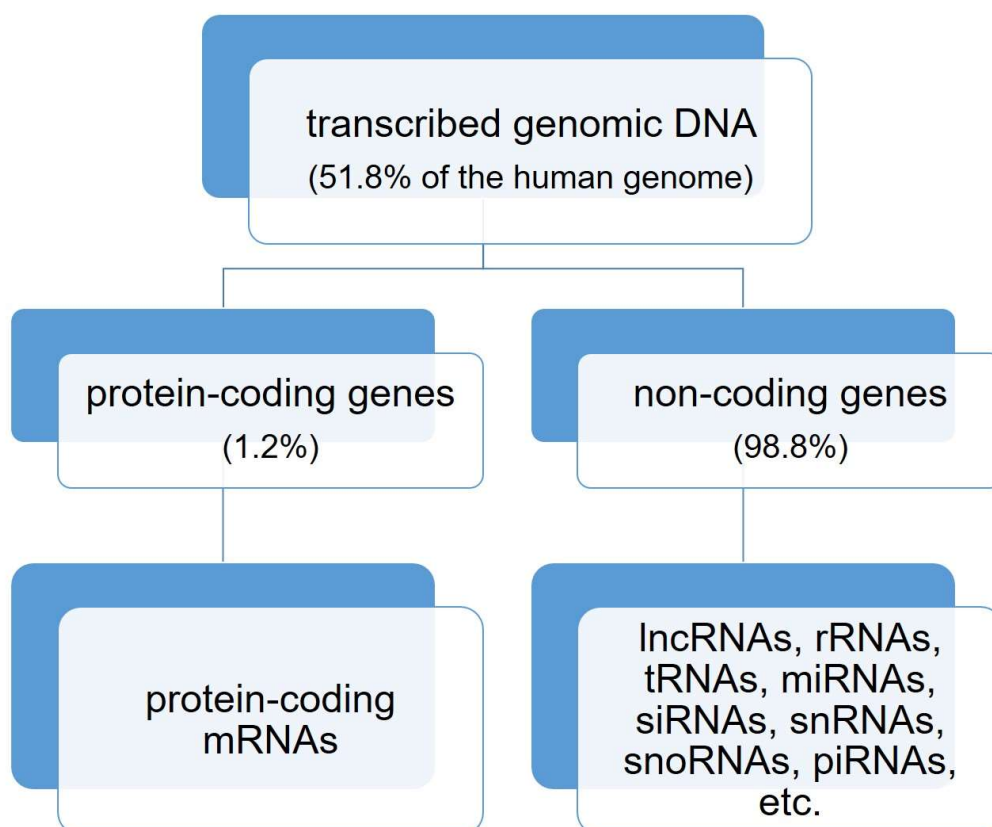 transcribed genomic DNA
(51.8% of the human genome)
protein-coding genes
(1.2%)
non-coding genes
(98.8%)
protein-coding
mRNAs
lncRNAs, rRNAs,
tRNAs, miRNAs,
siRNAs, snRNAs,
snoRNAs, piRNAs,
etc.